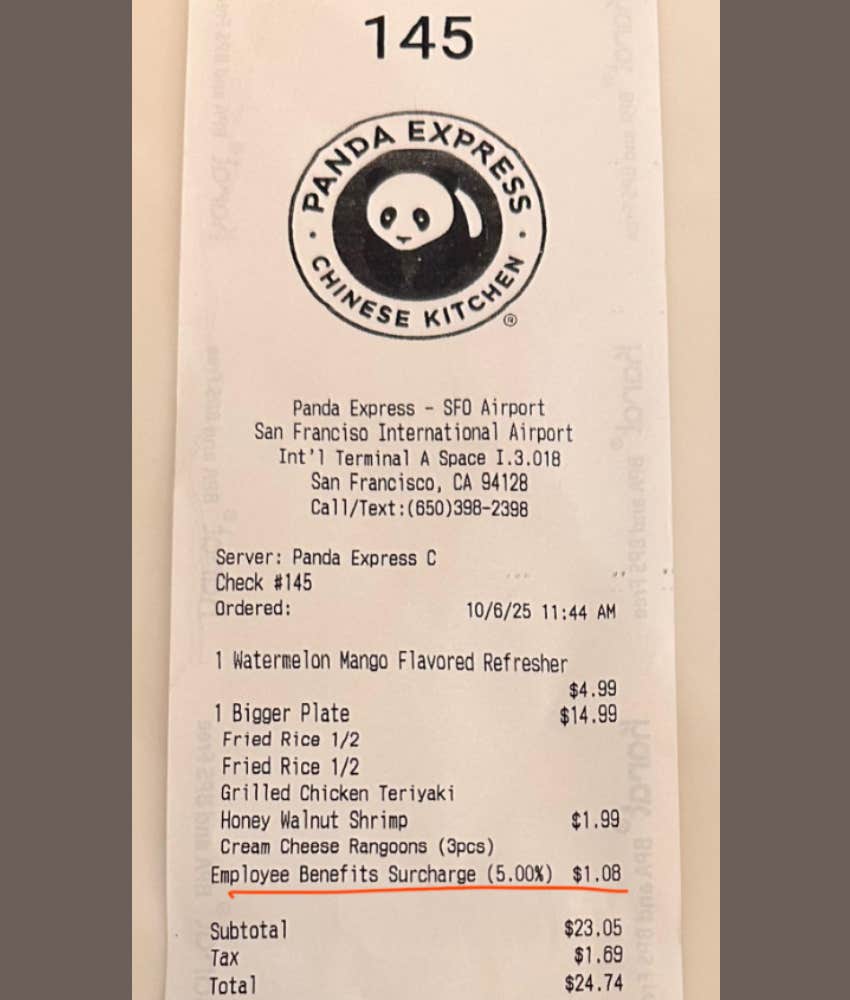 145
PANDA EXPRESS
CHINESE KITCHEN
®
Panda Express - SFO Airport
San Franciso International Airport
Int'l Terminal A Space I.3.018
San Francisco, CA 94128
Call/Text:(650)398-2398
Server: Panda Express C
Check #145
Ordered: 10/6/25 11:44 AM
1 Watermelon Mango Flavored Refresher
$4.99
1 Bigger Plate $14.99
Fried Rice 1/2
Fried Rice 1/2
Grilled Chicken Teriyaki
Honey Walnut Shrimp $1.99
Cream Cheese Rangoons (3pcs)
Employee Benefits Surcharge (5.00%) $1.08
Subtotal $23.05
Tax $1.69
Total $24.74